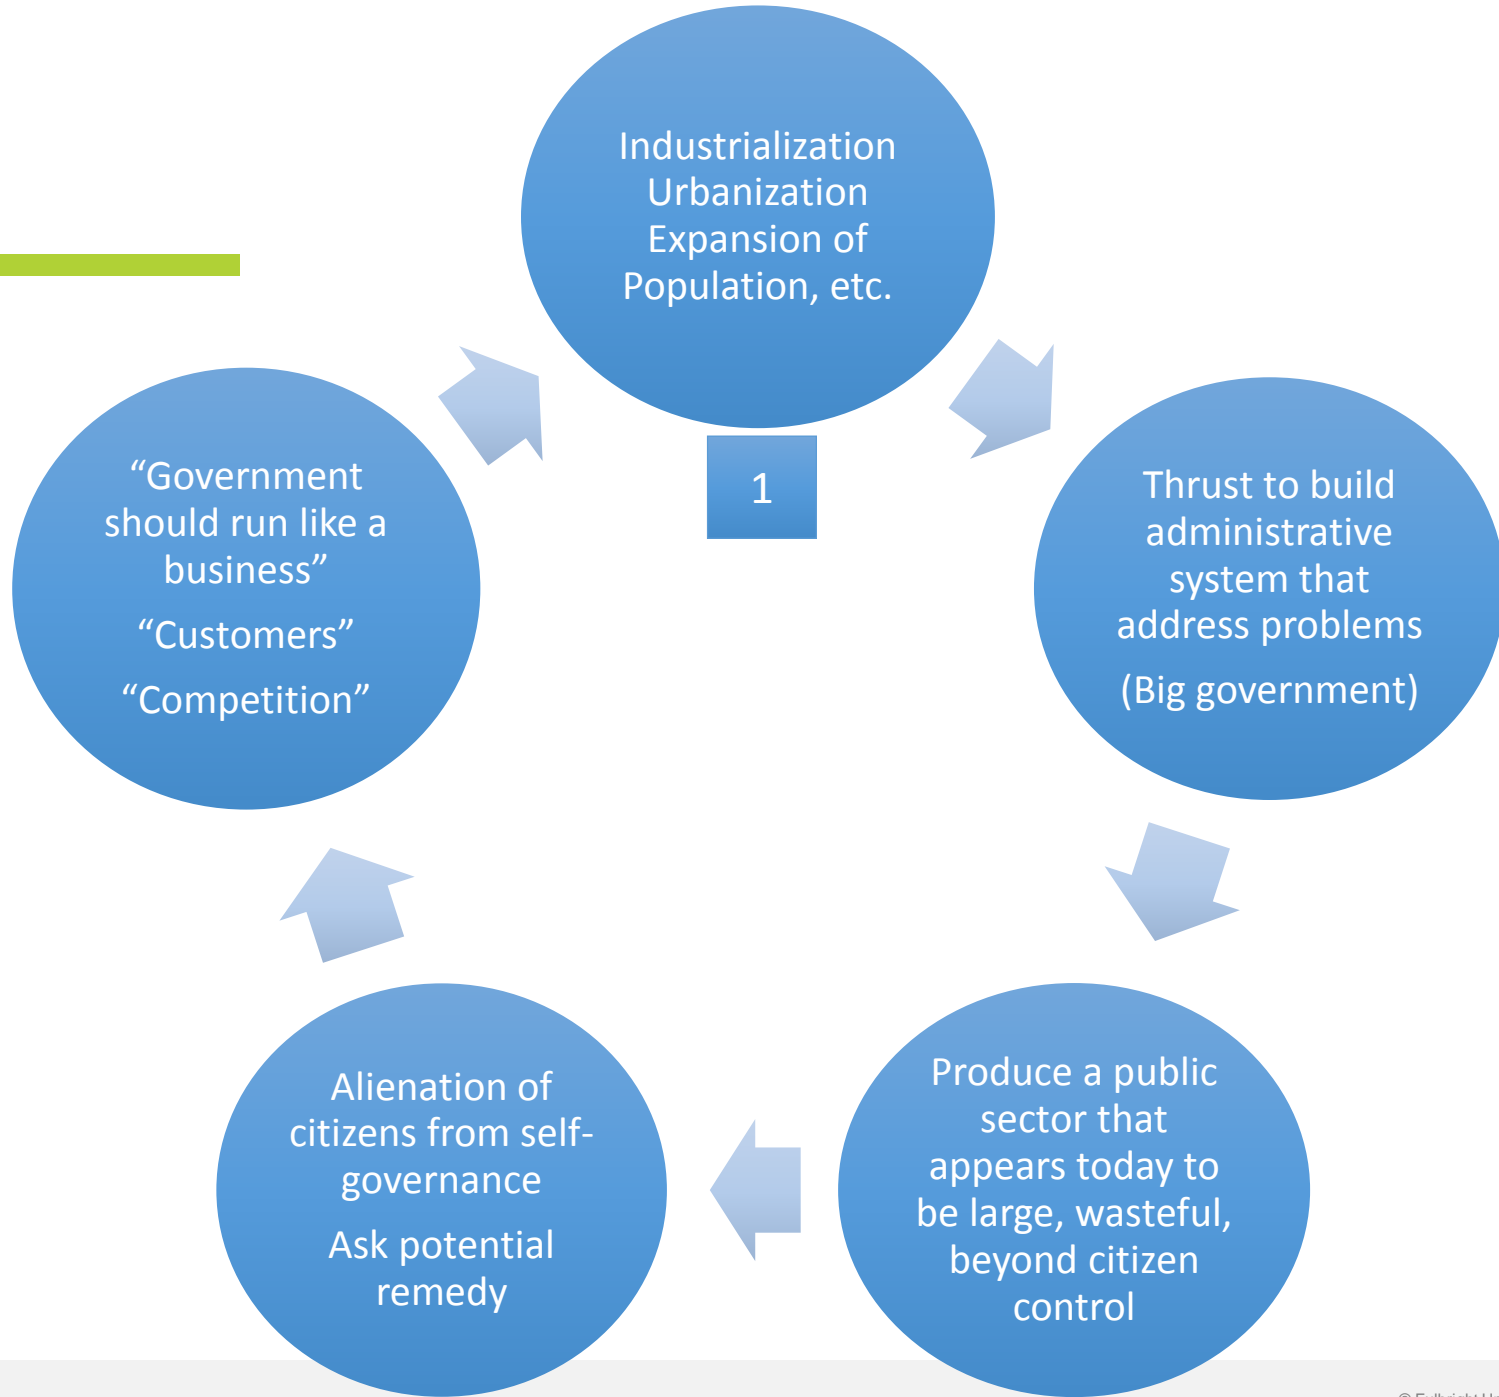 Industrialization
Urbanization
Expansion of
Population, etc.
1
Thrust to build
administrative
system that
address problems
(Big government)
Produce a public
sector that
appears today to
be large, wasteful,
beyond citizen
control
Alienation of
citizens from self-
governance
Ask potential
remedy
“Government
should run like a
business”
“Customers”
“Competition”